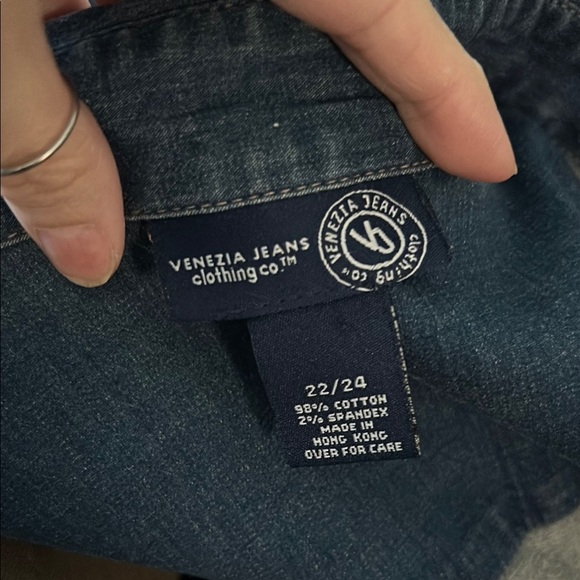 VENEZIA JEANS
clothing co.™
VENEZIA JEANS
clothing co™
VJ
22/24
98% COTTON
2% SPANDEX
MADE IN
HONG KONG
OVER FOR CARE